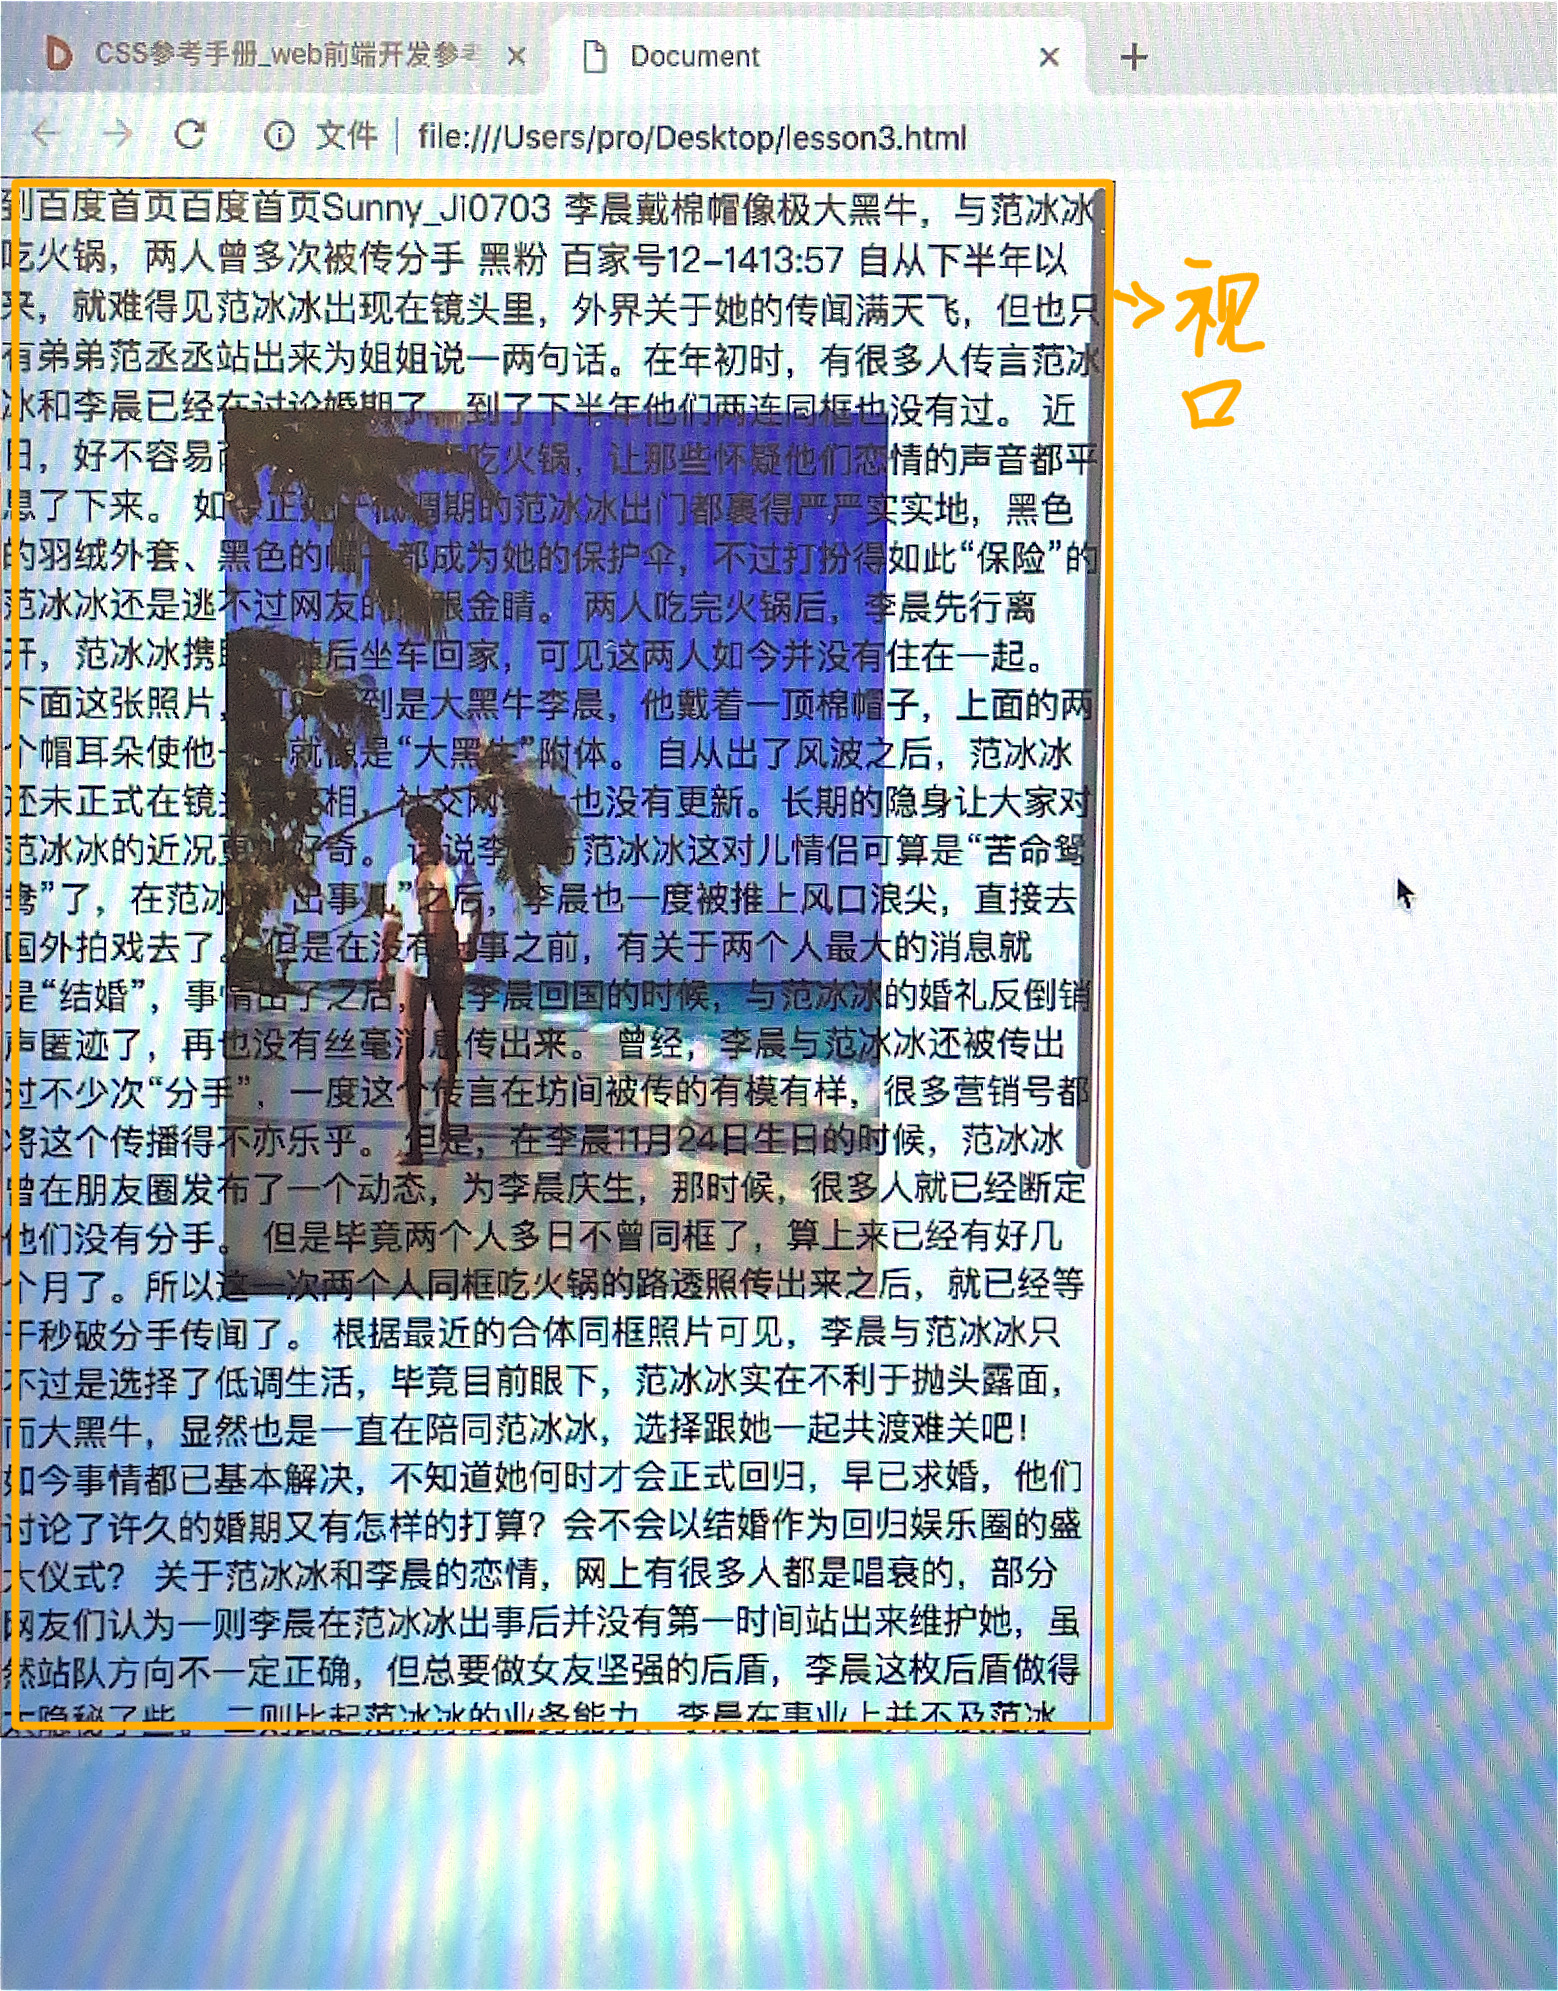 CSS参考手册_web前端开发参考
Document
文件 file:///Users/pro/Desktop/lesson3.html
到百度首页百度首页Sunny_Ji0703 李晨戴棉帽像极大黑牛，与范冰冰
吃火锅，两人曾多次被传分手 黑粉 百家号12-1413:57 自从下半年以
来，就难得见范冰冰出现在镜头里，外界关于她的传闻满天飞，但也只
有弟弟范丞丞站出来为姐姐说一两句话。在年初时，有很多人传言范冰
冰和李晨已经在讨论婚期了，到了下半年他们两连同框也没有过。 近
日，好不容易 吃火锅，让那些怀疑他们恋情的声音都平
息了下来。 如 正 低调期的范冰冰出门都裹得严严实实地，黑色
的羽绒外套、黑色的帽子都成为她的保护伞，不过打扮得如此“保险”的
范冰冰还是逃不过网友的 眼金睛。 两人吃完火锅后，李晨先行离
开，范冰冰携 随后坐车回家，可见这两人如今并没有住在一起。
下面这张照片， 到是大黑牛李晨，他戴着一顶棉帽子，上面的两
个帽耳朵使他 就像是“大黑牛”附体。 自从出了风波之后，范冰冰
还未正式在镜 相，社交网 也没有更新。长期的隐身让大家对
范冰冰的近况更 好奇。 话说李 与范冰冰这对儿情侣可算是“苦命鸳
鸯”了，在范冰 出事儿”之后，李晨也一度被推上风口浪尖，直接去
国外拍戏去了。 但是在没有出事之前，有关于两个人最大的消息就
是“结婚”，事情出了之后， 李晨回国的时候，与范冰冰的婚礼反倒销
声匿迹了，再也没有丝毫消息传出来。 曾经，李晨与范冰冰还被传出
过不少次“分手”，一度这个传言在坊间被传的有模有样，很多营销号都
将这个传播得不亦乐乎。 但是，在李晨11月24日生日的时候，范冰冰
曾在朋友圈发布了一个动态，为李晨庆生，那时候，很多人就已经断定
他们没有分手。 但是毕竟两个人多日不曾同框了，算上来已经有好几
个月了。所以这一次两个人同框吃火锅的路透照传出来之后，就已经等
于秒破分手传闻了。 根据最近的合体同框照片可见，李晨与范冰冰只
不过是选择了低调生活，毕竟目前眼下，范冰冰实在不利于抛头露面，
而大黑牛，显然也是一直在陪同范冰冰，选择跟她一起共渡难关吧！
如今事情都已基本解决，不知道她何时才会正式回归，早已求婚，他们
讨论了许久的婚期又有怎样的打算？会不会以结婚作为回归娱乐圈的盛
大仪式？ 关于范冰冰和李晨的恋情，网上有很多人都是唱衰的，部分
网友们认为一则李晨在范冰冰出事后并没有第一时间站出来维护她，虽
然站队方向不一定正确，但总要做女友坚强的后盾，李晨这枚后盾做得
太隐秘了些。 二则比起范冰冰的业务能力，李晨在事业上并不及范冰
视
口